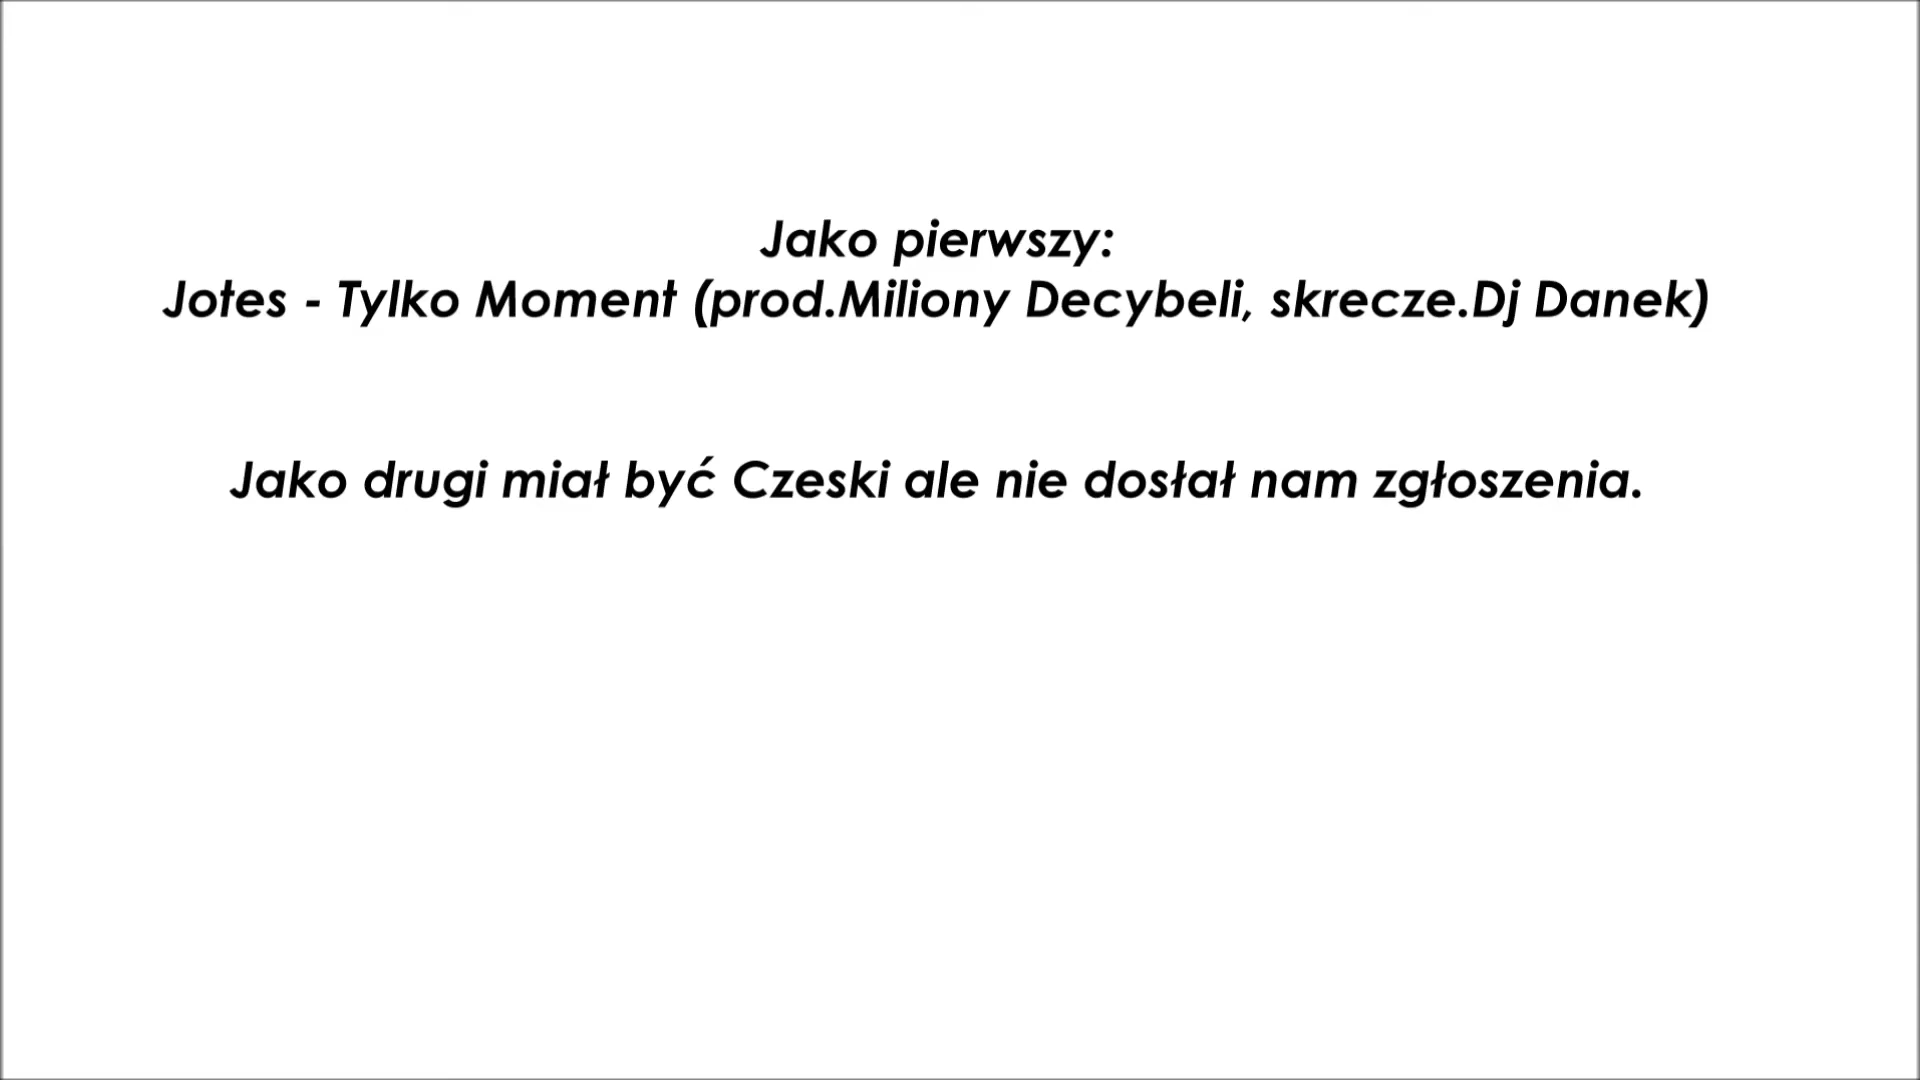 Jako pierwszy:
Jotes - Tylko Moment (prod.Miliony Decybeli, skrecze.Dj Danek)
Jako drugi miał być Czeski ale nie dosłał nam zgłoszenia.